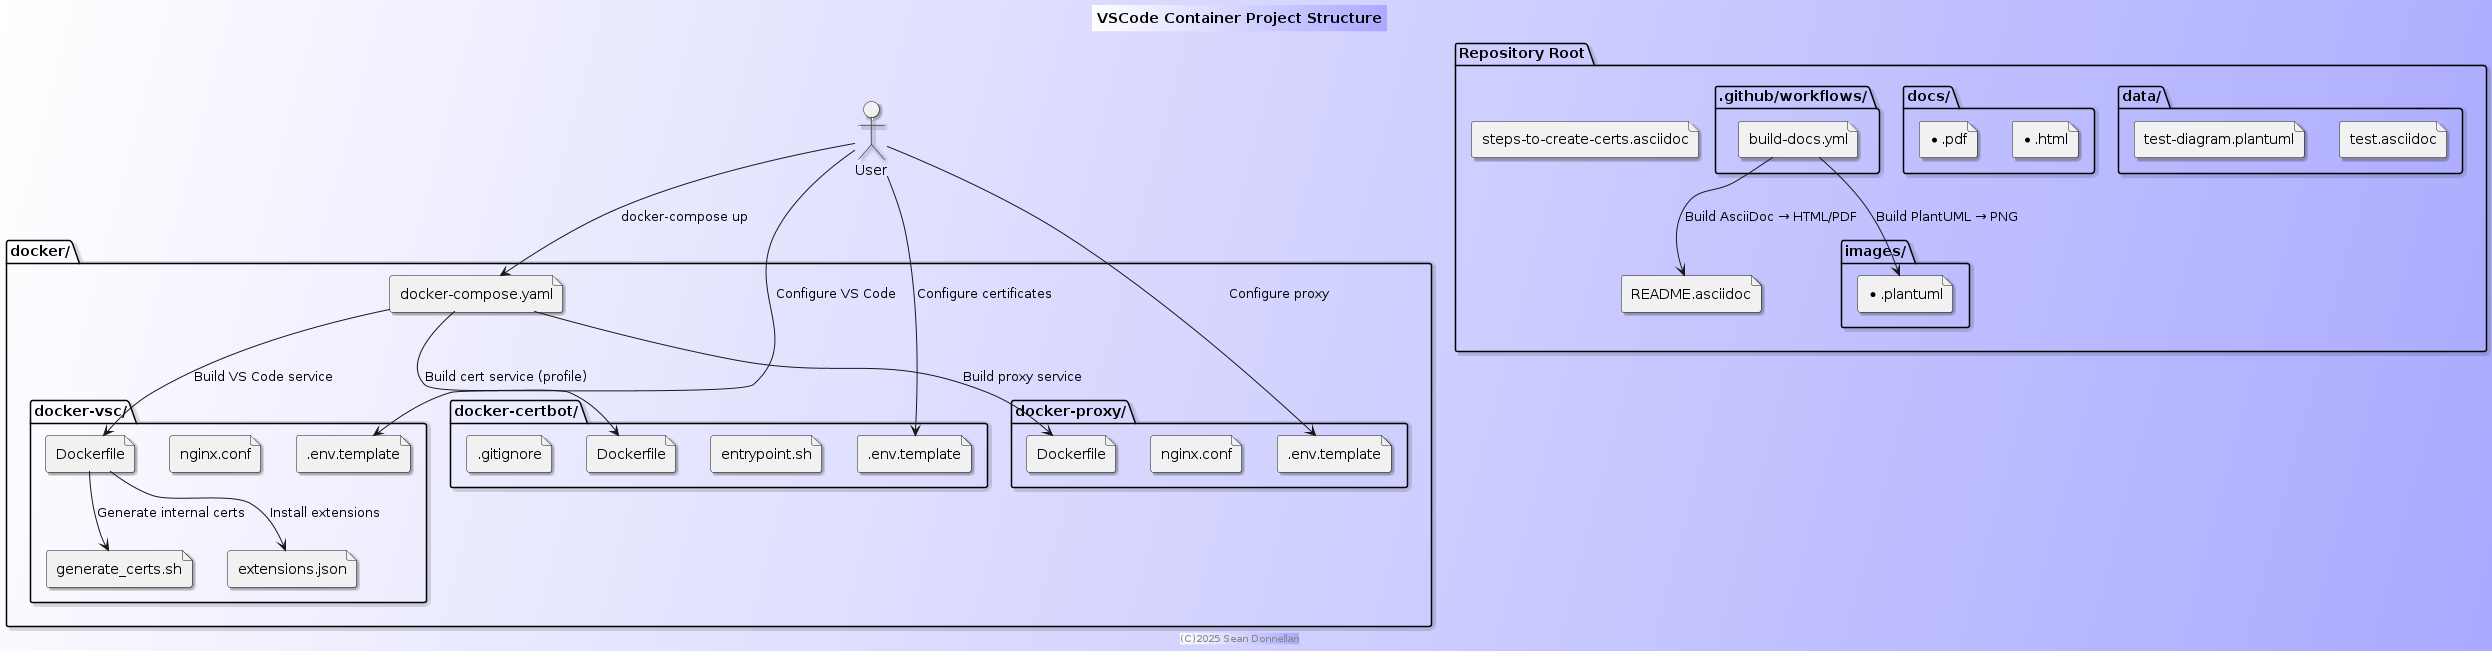 VSCode Container Project Structure
Repository Root
.github/workflows/
docs/
data/
steps-to-create-certs.asciidoc
build-docs.yml
• .pdf
• .html
test-diagram.plantuml
test.asciidoc
User
docker-compose up
Build AsciiDoc → HTML/PDF
Build PlantUML → PNG
docker/
images/
docker-compose.yaml
Configure VS Code
Configure certificates
Configure proxy
README.asciidoc
• .plantuml
Build VS Code service
Build cert service (profile)
Build proxy service
docker-vsc/
docker-certbot/
docker-proxy/
Dockerfile
nginx.conf
.env.template
.gitignore
Dockerfile
entrypoint.sh
.env.template
Dockerfile
nginx.conf
.env.template
Generate internal certs
Install extensions
generate_certs.sh
extensions.json
(C)2025 Sean Donnellan